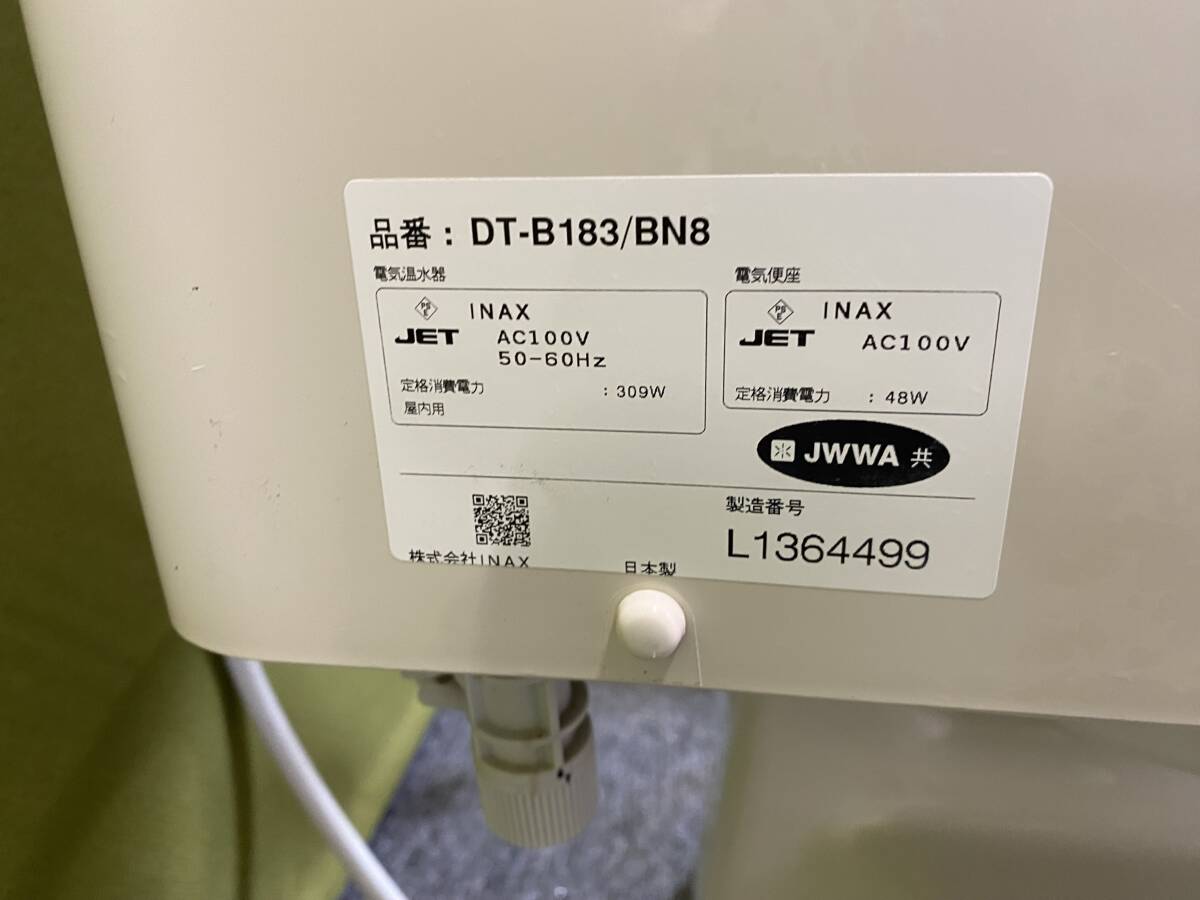 品番：DT-B183/BN8
電気温水器
PS E
INAX
JET
AC100V
50-60Hz
定格消費電力 : 309W
屋内用
電気便座
PS E
INAX
JET
AC100V
定格消費電力 : 48W
JWWA 共
製造番号
L1364499
株式会社INAX
日本製